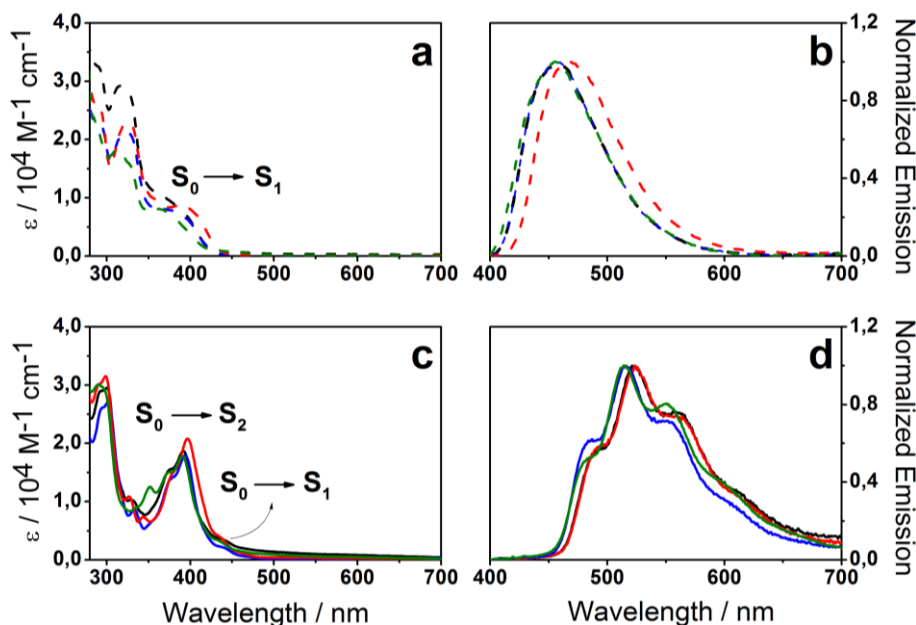 4,0
3,0
2,0
1,0
0,0
ε / 10⁴ M⁻¹ cm⁻¹
a
S₀ → S₁
300 400 500 600 700
b
1,2
0,8
0,4
0,0
Normalized Emission
400 500 600 700
4,0
3,0
2,0
1,0
0,0
ε / 10⁴ M⁻¹ cm⁻¹
c
S₀ → S₂
S₀ → S₁
300 400 500 600 700
Wavelength / nm
d
1,2
0,8
0,4
0,0
Normalized Emission
400 500 600 700
Wavelength / nm